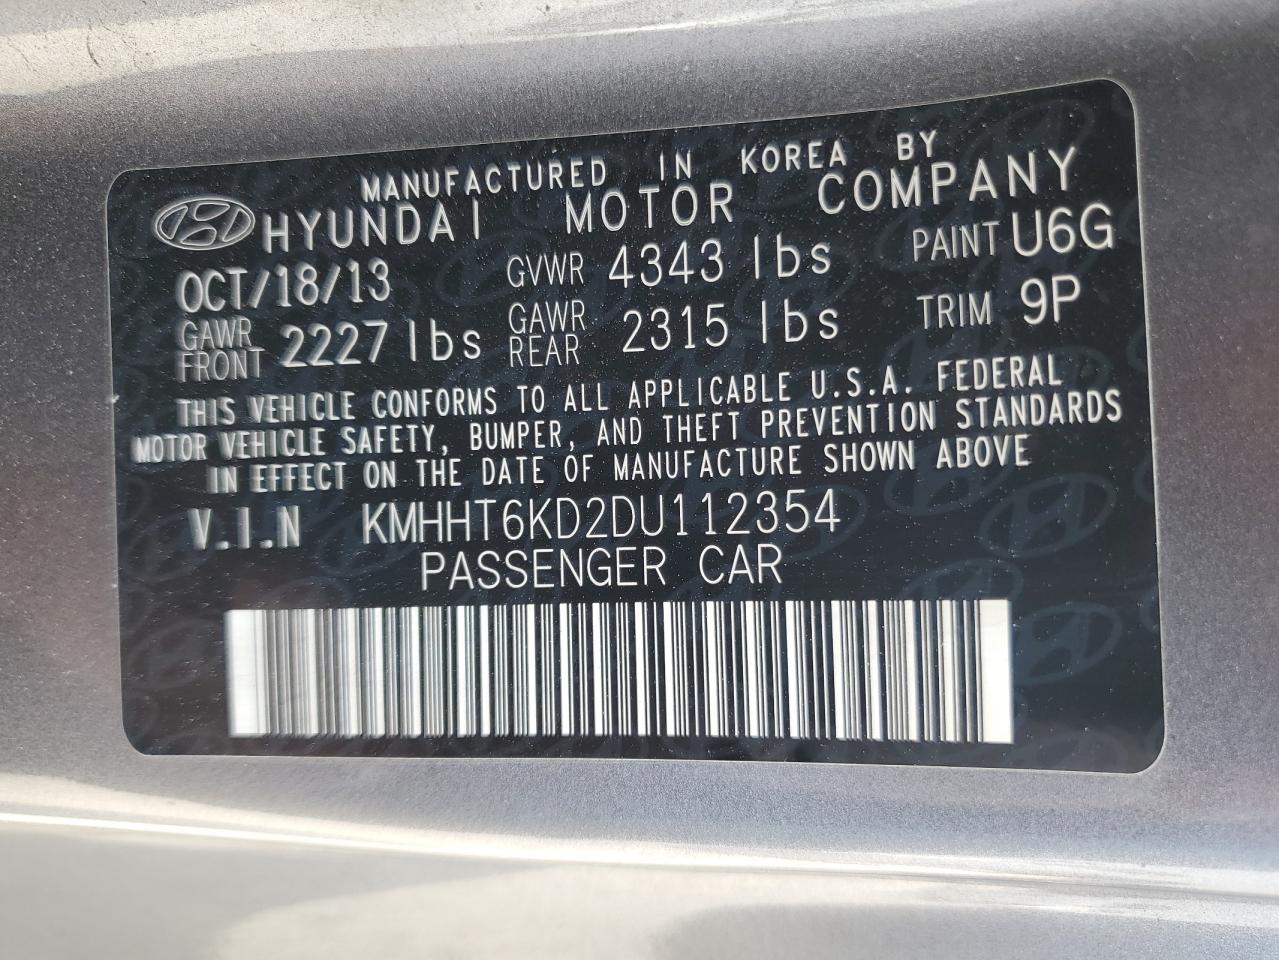 MANUFACTURED IN KOREA BY
HYUNDAI MOTOR COMPANY
OCT/18/13 GVWR 4343 lbs PAINT U6G
GAWR FRONT 2227 lbs GAWR REAR 2315 lbs TRIM 9P
THIS VEHICLE CONFORMS TO ALL APPLICABLE U.S.A. FEDERAL
MOTOR VEHICLE SAFETY, BUMPER, AND THEFT PREVENTION STANDARDS
IN EFFECT ON THE DATE OF MANUFACTURE SHOWN ABOVE
V.I.N KMHHT6KD2DU112354
PASSENGER CAR